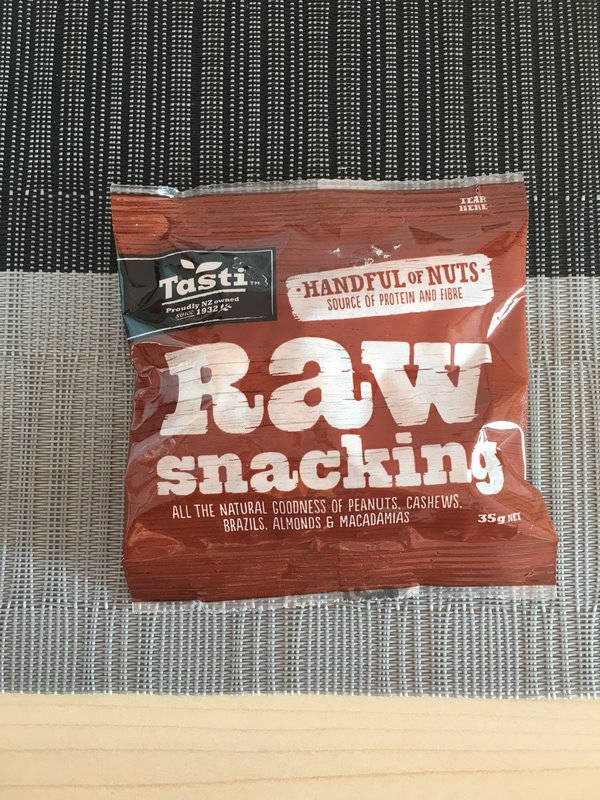 TEAR
HERE
Tasti™
Proudly NZ owned
SINCE 1932
·HANDFUL OF NUTS·
SOURCE OF PROTEIN AND FIBRE
Raw
snacking
ALL THE NATURAL GOODNESS OF PEANUTS, CASHEWS,
BRAZILS, ALMONDS & MACADAMIAS
35g NET